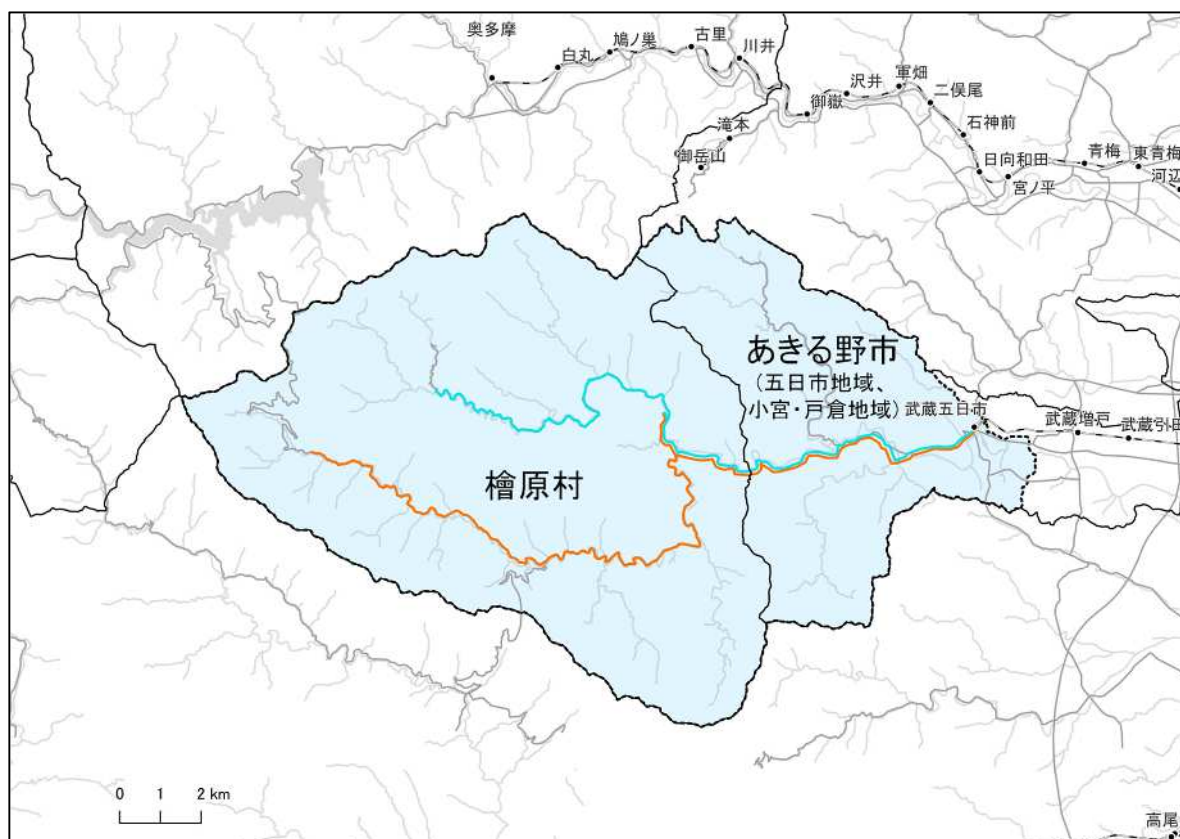 奥多摩
白丸
鳩ノ巣
古里
川井
御嶽
沢井
軍畑
二俣尾
石神前
日向和田
宮ノ平
青梅
東青梅
河辺
滝本
御岳山
あきる野市
(五日市地域、
小宮・戸倉地域)
武蔵五日市
武蔵増戸
武蔵引田
檜原村
0 1 2 km
高尾